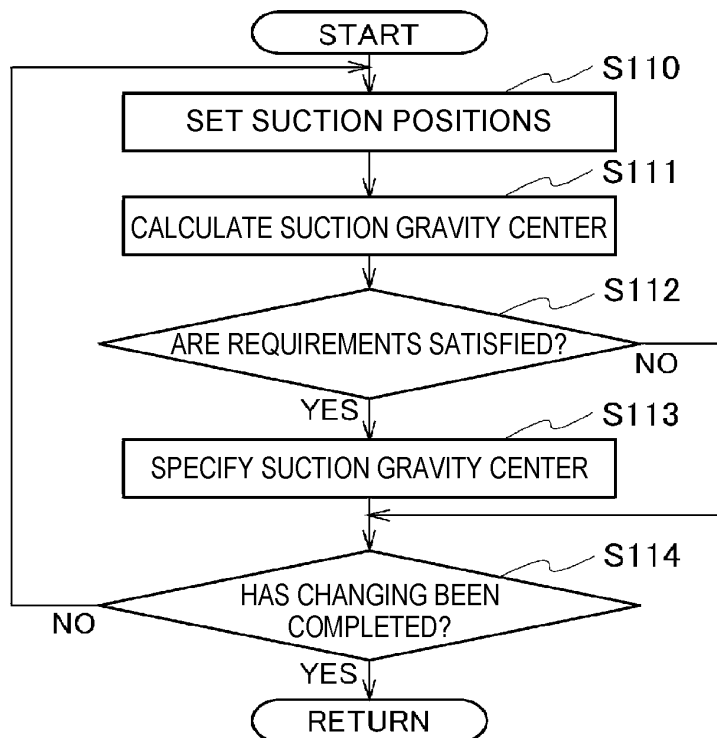 START
S110
SET SUCTION POSITIONS
S111
CALCULATE SUCTION GRAVITY CENTER
S112
ARE REQUIREMENTS SATISFIED?
NO
YES
S113
SPECIFY SUCTION GRAVITY CENTER
S114
HAS CHANGING BEEN
COMPLETED?
NO
YES
RETURN